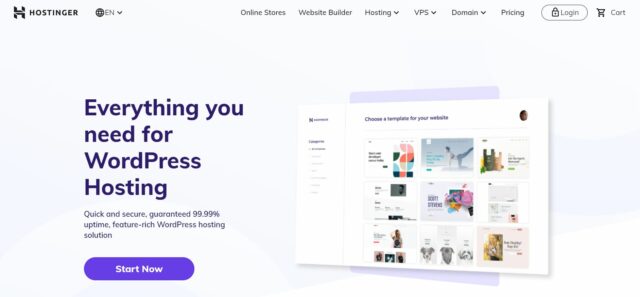 HOSTINGER
EN
Online Stores
Website Builder
Hosting
VPS
Domain
Pricing
Login
Cart
Everything you
need for
WordPress
Hosting
Quick and secure, guaranteed 99.99%
uptime, feature-rich WordPress hosting
solution
Start Now
HOSTINGER
Choose a template for your website
Categories
SCOTT
STEVENS